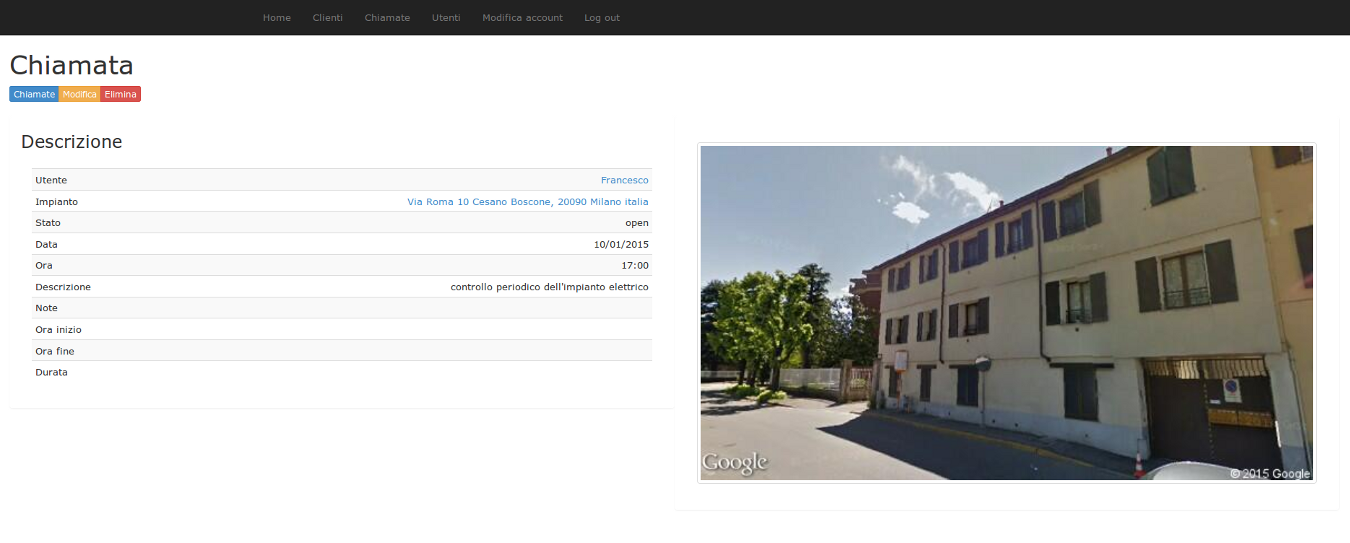 Home Clienti Chiamate Utenti Modifica account Log out
Chiamata
Chiamate Modifica Elimina
Descrizione
Utente Francesco
Impianto Via Roma 10 Cesano Boscone, 20090 Milano italia
Stato open
Data 10/01/2015
Ora 17:00
Descrizione controllo periodico dell'impianto elettrico
Note
Ora inizio
Ora fine
Durata
Google
© 2015 Google